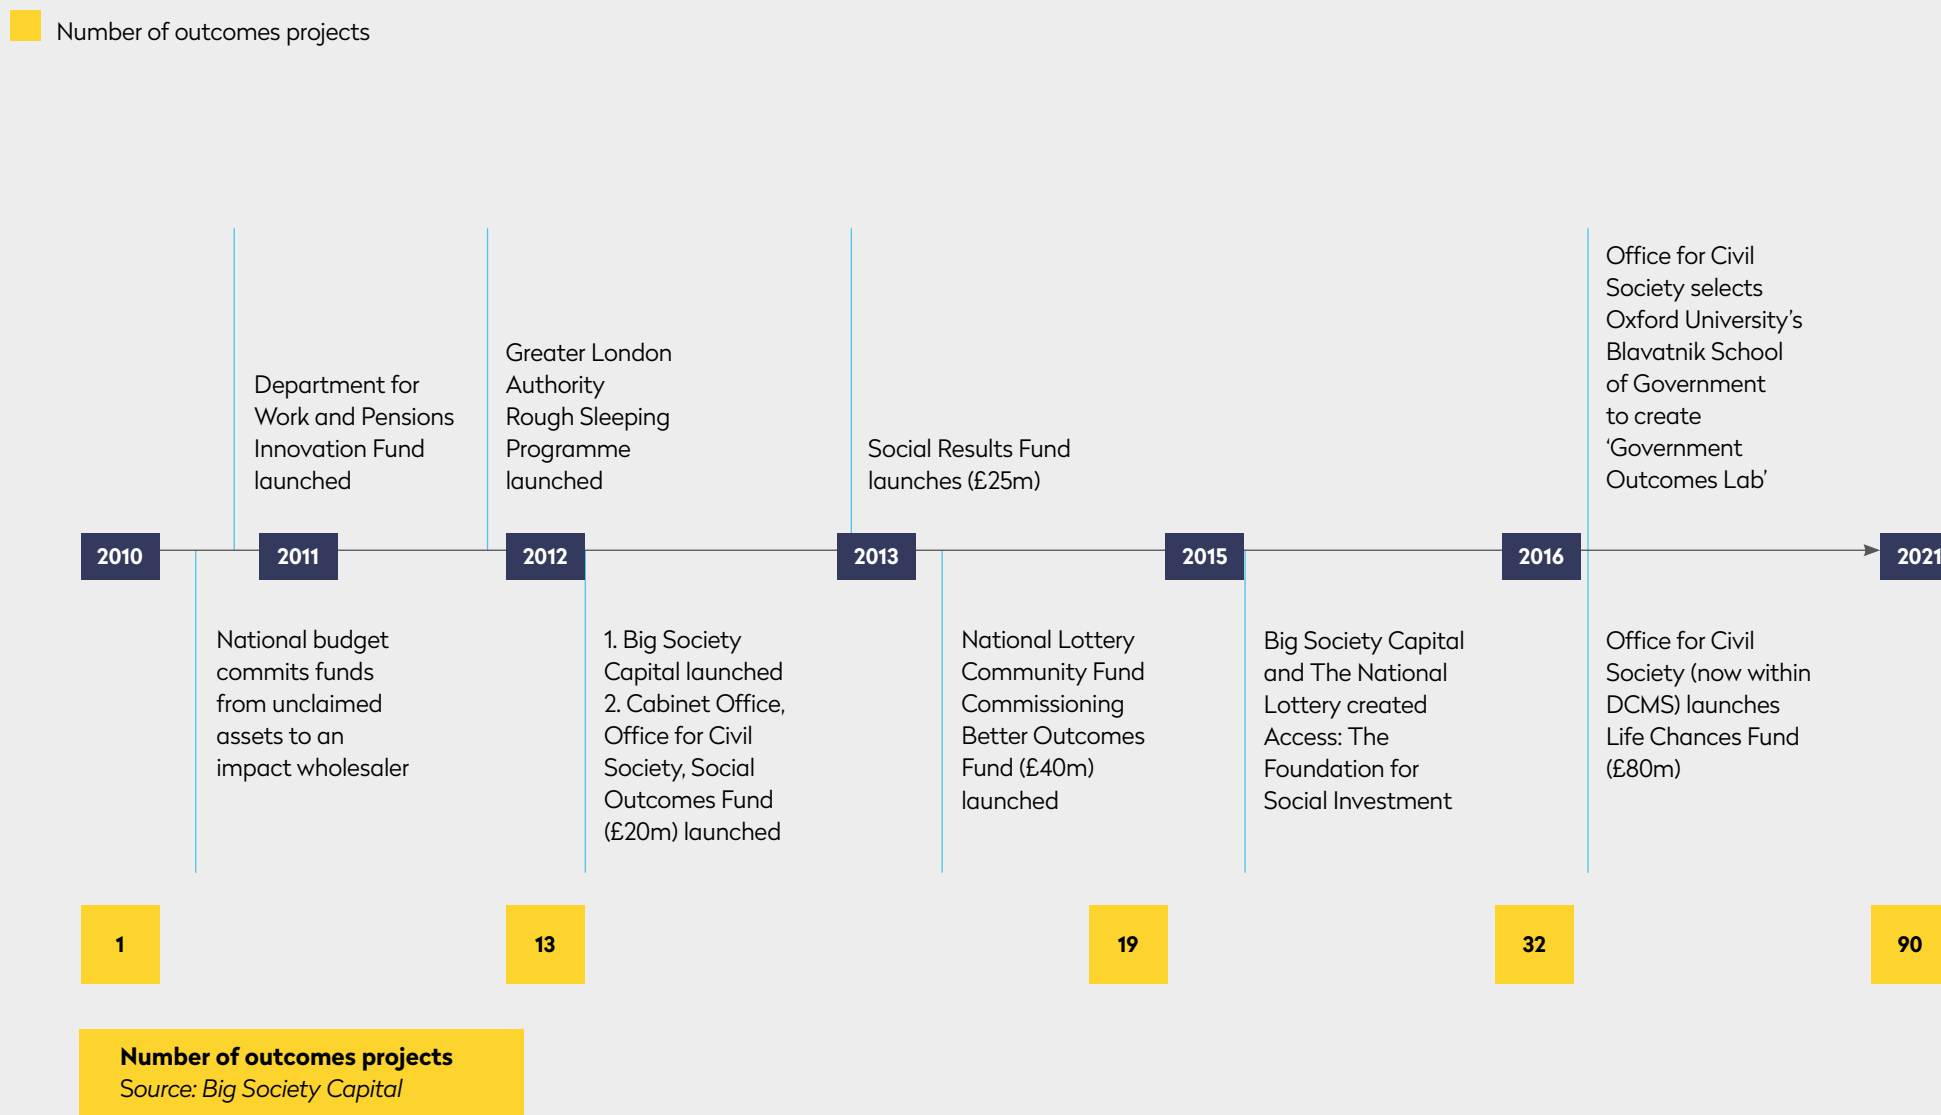 Number of outcomes projects
Department for
Work and Pensions
Innovation Fund
launched
Greater London
Authority
Rough Sleeping
Programme
launched
Social Results Fund
launches (£25m)
Office for Civil
Society selects
Oxford University’s
Blavatnik School
of Government
to create
‘Government
Outcomes Lab’
2010
2011
2012
2013
2015
2016
2021
National budget
commits funds
from unclaimed
assets to an
impact wholesaler
1. Big Society
Capital launched
2. Cabinet Office,
Office for Civil
Society, Social
Outcomes Fund
(£20m) launched
National Lottery
Community Fund
Commissioning
Better Outcomes
Fund (£40m)
launched
Big Society Capital
and The National
Lottery created
Access: The
Foundation for
Social Investment
Office for Civil
Society (now within
DCMS) launches
Life Chances Fund
(£80m)
1
13
19
32
90
Number of outcomes projects
Source: Big Society Capital